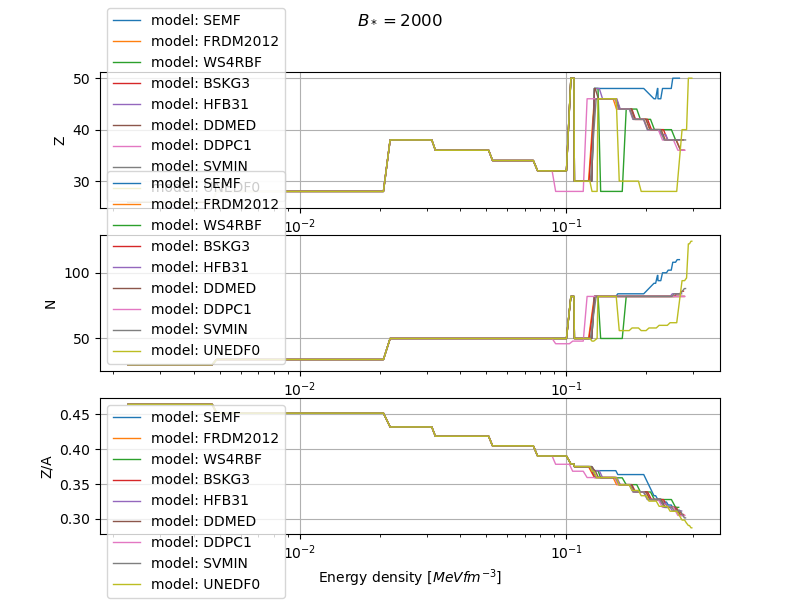 B* = 2000
model: SEMF
model: FRDM2012
model: WS4RBF
model: BSKG3
model: HFB31
model: DDMED
model: DDPC1
model: SVMIN
model: UNEDF0
50
40
30
Z
10⁻²
10⁻¹
model: SEMF
model: FRDM2012
model: WS4RBF
model: BSKG3
model: HFB31
model: DDMED
model: DDPC1
model: SVMIN
model: UNEDF0
100
50
N
10⁻²
10⁻¹
model: SEMF
model: FRDM2012
model: WS4RBF
model: BSKG3
model: HFB31
model: DDMED
model: DDPC1
model: SVMIN
model: UNEDF0
0.45
0.40
0.35
0.30
Z/A
10⁻²
10⁻¹
Energy density [MeVfm⁻³]